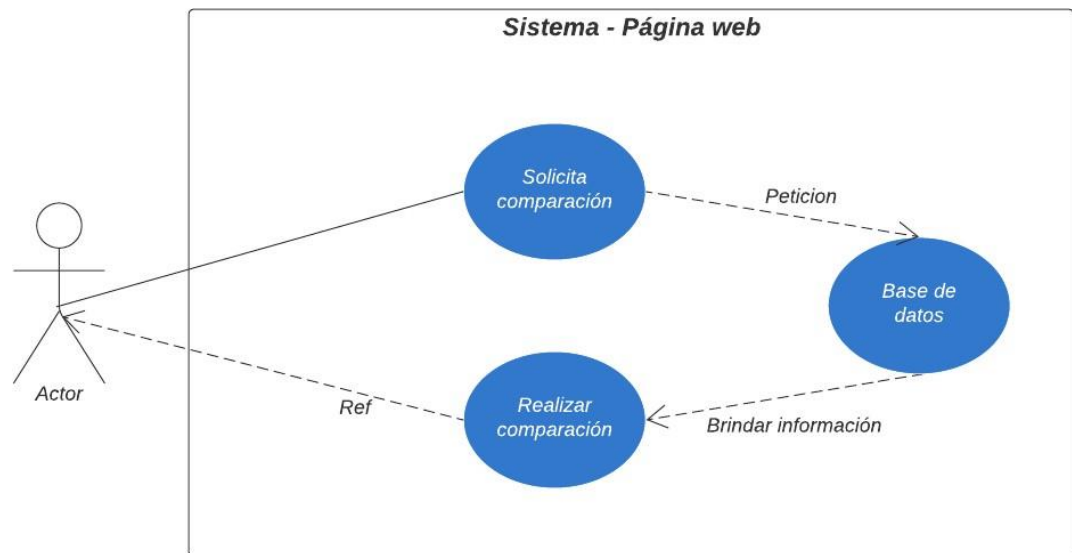 Sistema - Página web
Solicita
comparación
Peticion
Base de
datos
Actor
Ref
Realizar
comparación
Brindar información